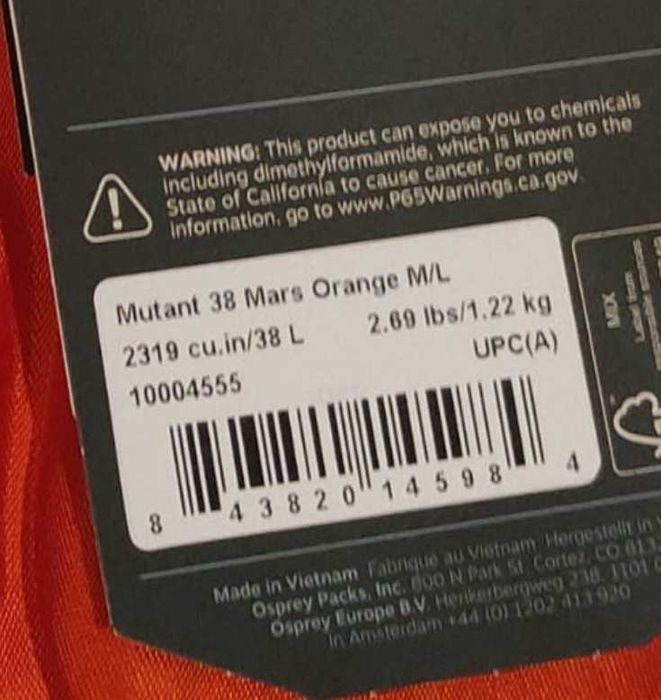 WARNING: This product can expose you to chemicals
including dimethylformamide, which is known to the
State of California to cause cancer. For more
information, go to www.P65Warnings.ca.gov.
Mutant 38 Mars Orange M/L
2319 cu.in/38 L 2.69 lbs/1.22 kg
10004555 UPC(A)
8 43820 14598 4
MIX
Label from
Made in Vietnam Fabriqué au Vietnam Hergestellt in
Osprey Packs, Inc. 800 N Park St. Cortez, CO 813
Osprey Europe B.V. Herikerbergweg 238, 1101 C
in Amsterdam +44 (0) 1202 413 920